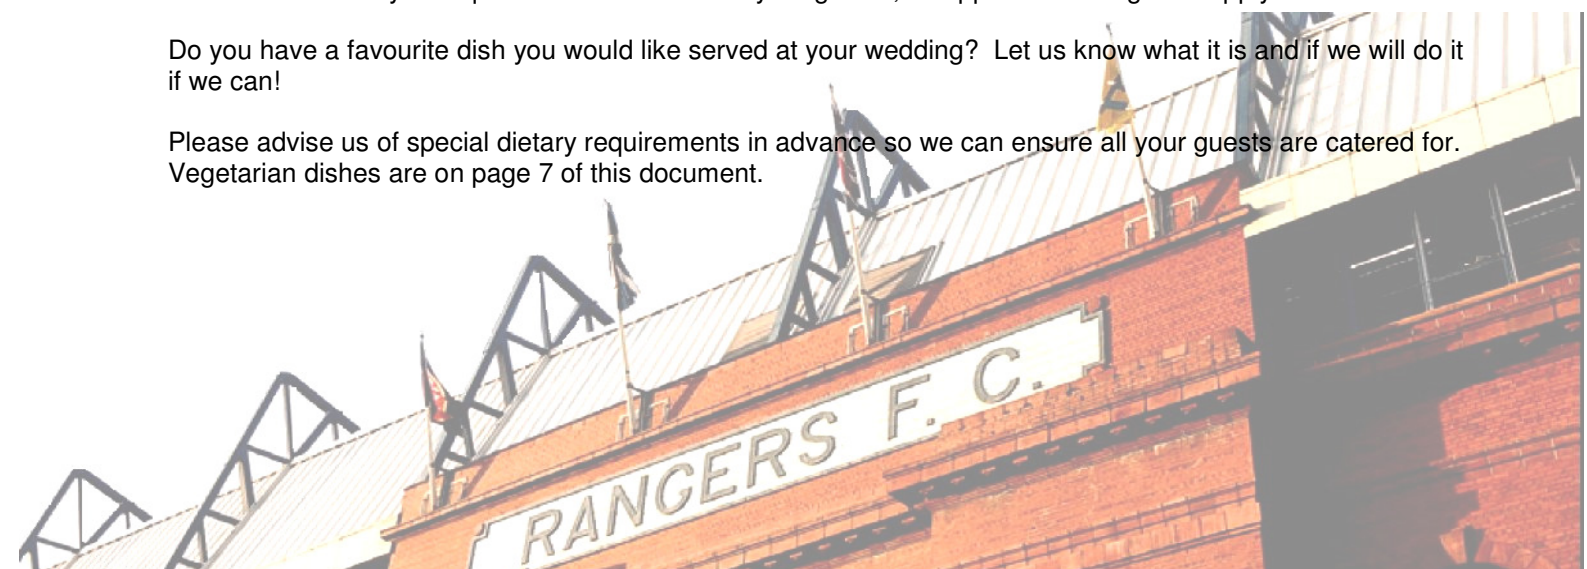 Do you have a favourite dish you would like served at your wedding?  Let us know what it is and if we will do it
if we can!
Please advise us of special dietary requirements in advance so we can ensure all your guests are catered for.
Vegetarian dishes are on page 7 of this document.
RANGERS F. C.